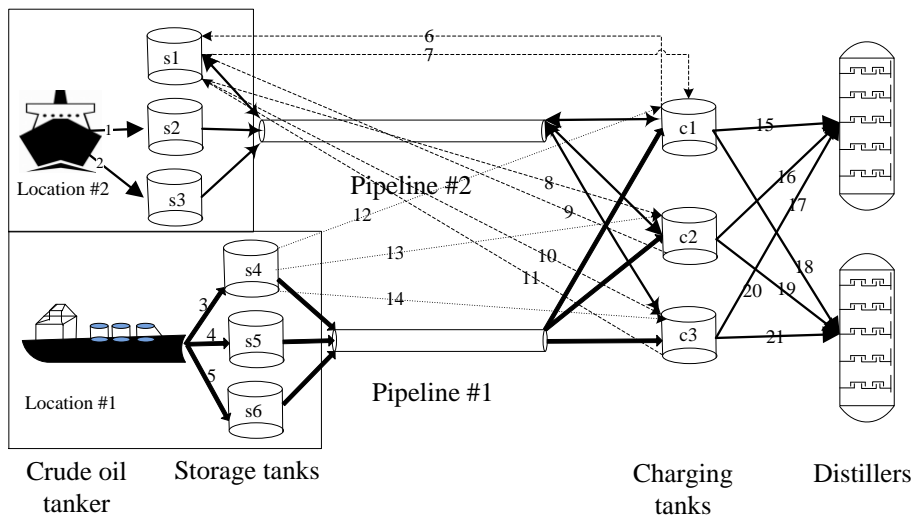 6
7
s1
s2
s3
1
2
Location #2
Pipeline #2
c1
c2
c3
15
16
17
18
19
20
21
8
9
10
11
12
13
14
s4
s5
s6
3
4
5
Location #1
Pipeline #1
Crude oil
tanker
Storage tanks
Charging
tanks
Distillers